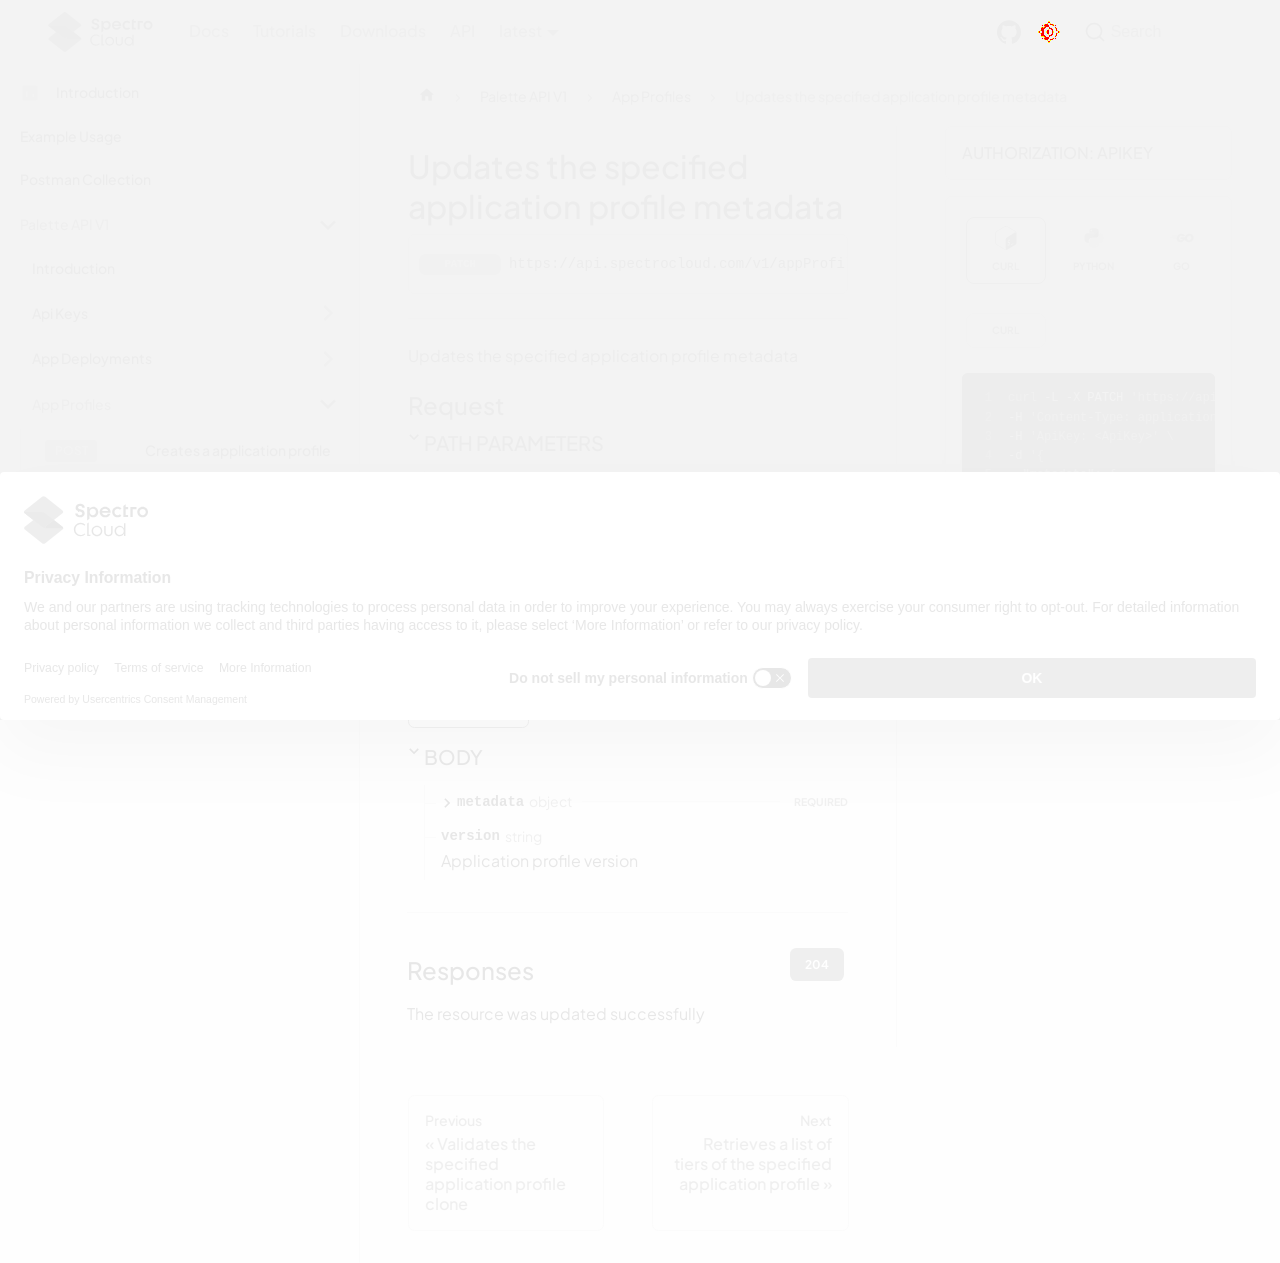 Spectro
Cloud
Docs
Tutorials
Downloads
API
latest
Search
Introduction
Palette API V1
App Profiles
Updates the specified application profile metadata
Example Usage
Postman Collection
Palette API V1
Introduction
Api Keys
App Deployments
App Profiles
Creates a application profile
Updates the specified
application profile metadata
https://api.spectrocloud.com/v1/appProfi
AUTHORIZATION: APIKEY
CURL
PYTHON
GO
CURL
Updates the specified application profile metadata
Request
PATH PARAMETERS
Spectro
Cloud
Privacy Information
We and our partners are using tracking technologies to process personal data in order to improve your experience. You may always exercise your consumer right to opt-out. For detailed information
about personal information we collect and third parties having access to it, please select 'More Information' or refer to our privacy policy.
Privacy policy
Terms of service
More Information
Do not sell my personal information
OK
Powered by Usercentrics Consent Management
BODY
metadata object
REQUIRED
version string
Application profile version
Responses
204
The resource was updated successfully
Previous
« Validates the
specified
application profile
clone
Next
Retrieves a list of
tiers of the specified
application profile »